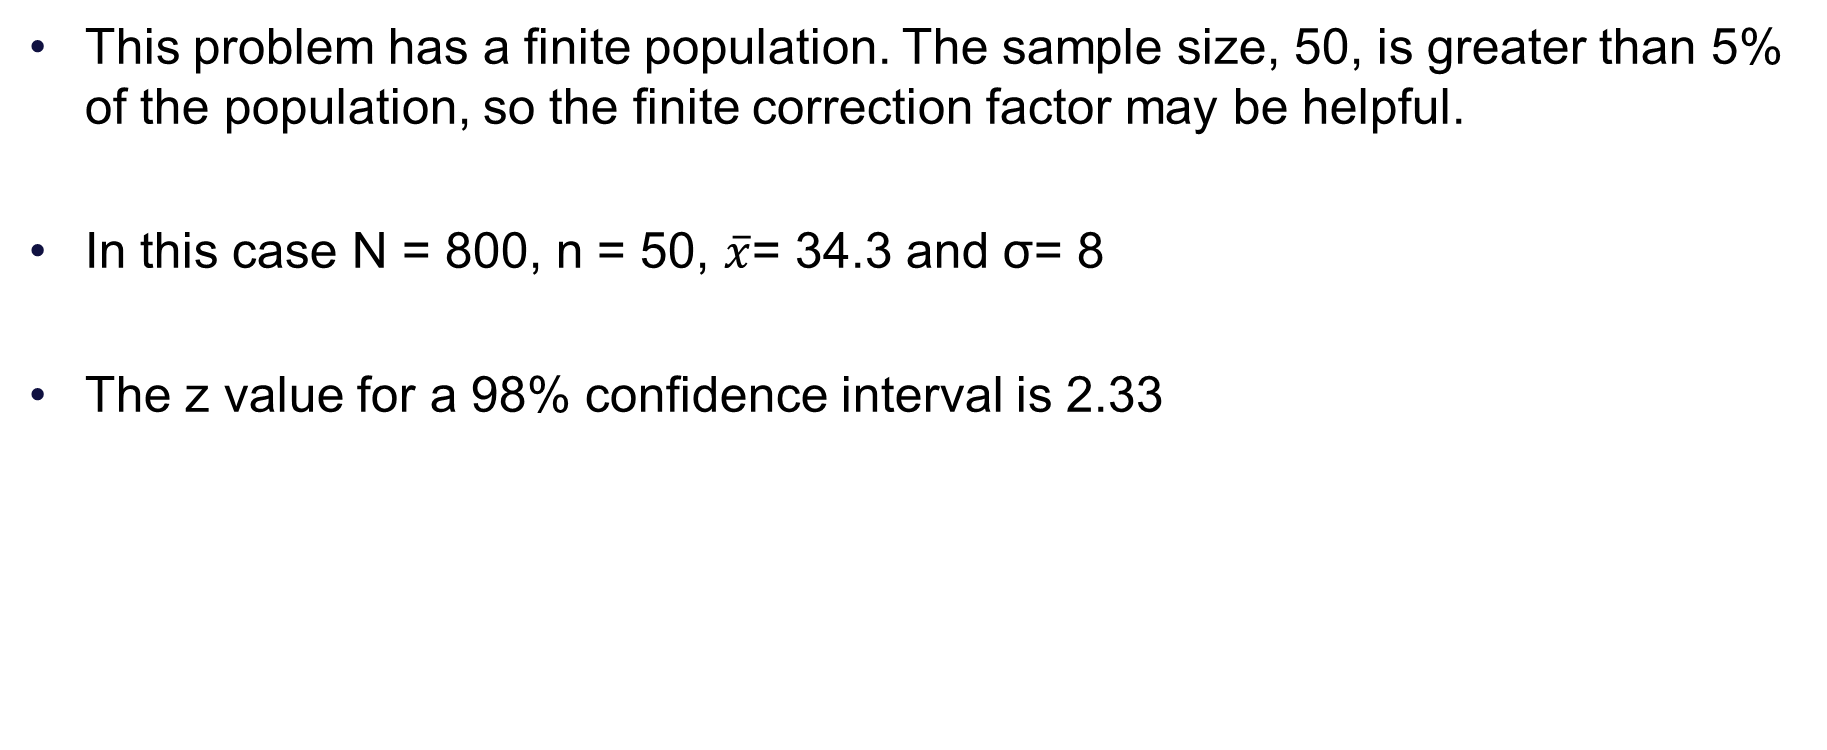 • This problem has a finite population. The sample size, 50, is greater than 5%
of the population, so the finite correction factor may be helpful.
• In this case N = 800, n = 50, x̄= 34.3 and σ= 8
• The z value for a 98% confidence interval is 2.33